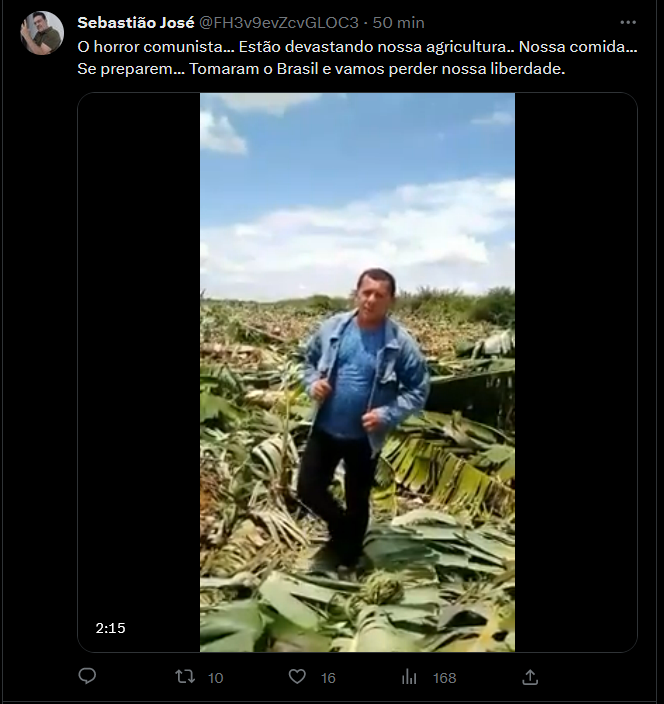 Sebastião José @FH3v9evZcvGLOC3 · 50 min
O horror comunista... Estão devastando nossa agricultura.. Nossa comida...
Se preparem... Tomaram o Brasil e vamos perder nossa liberdade.
2:15
10 16 168